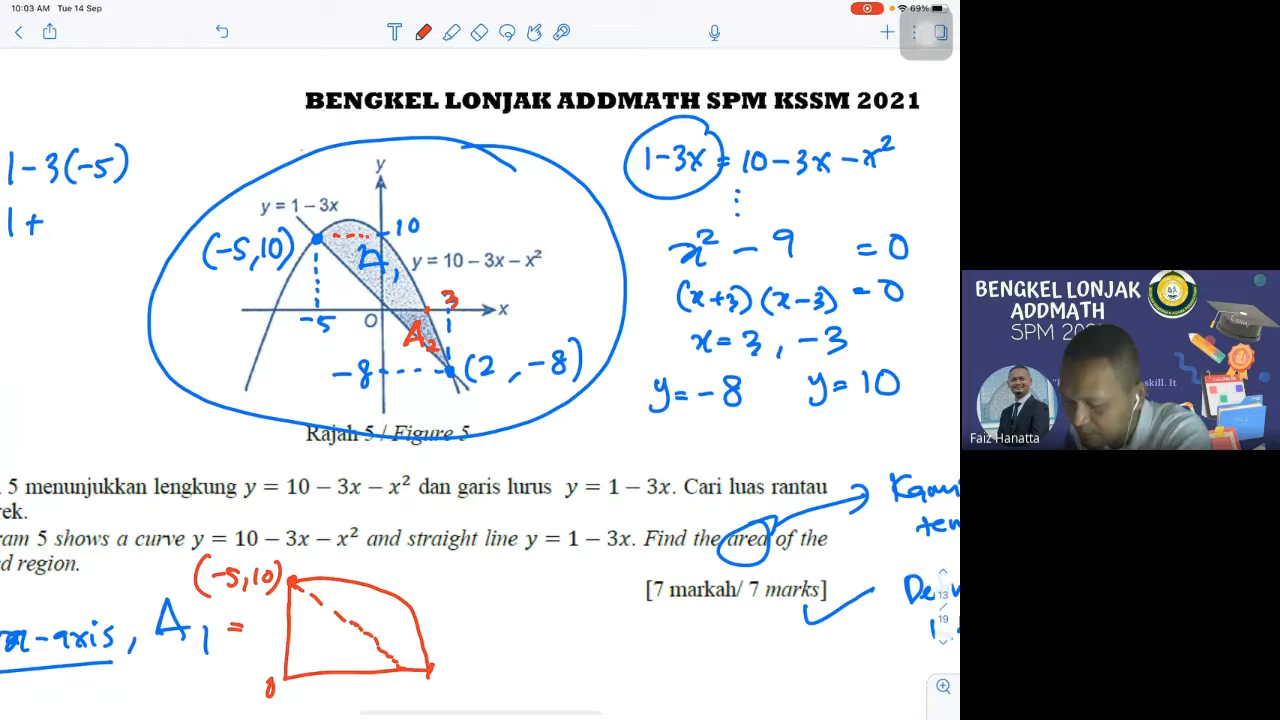 10:03 AM Tue 14 Sep
69%
BENGKEL LONJAK ADDMATH SPM KSSM 2021
1 - 3(-5)
1 +
y
y = 1 − 3x
(-5,10)
10
A1
y = 10 − 3x − x²
3
x
-5
O
A2
-8
(2, -8)
Rajah 5 / Figure 5
1-3x = 10 - 3x - x²
⋮
x² - 9 = 0
(x+3)(x-3) = 0
x = 3, -3
y = -8 y = 10
5 menunjukkan lengkung y = 10 − 3x − x² dan garis lurus y = 1 − 3x. Cari luas rantau
rek.
ram 5 shows a curve y = 10 − 3x − x² and straight line y = 1 − 3x. Find the area of the
d region.
[7 markah/ 7 marks]
(-5,10)
x-axis, A1 =
13
19
BENGKEL LONJAK
ADDMATH
SPM
skill. It
Faiz Hanatta